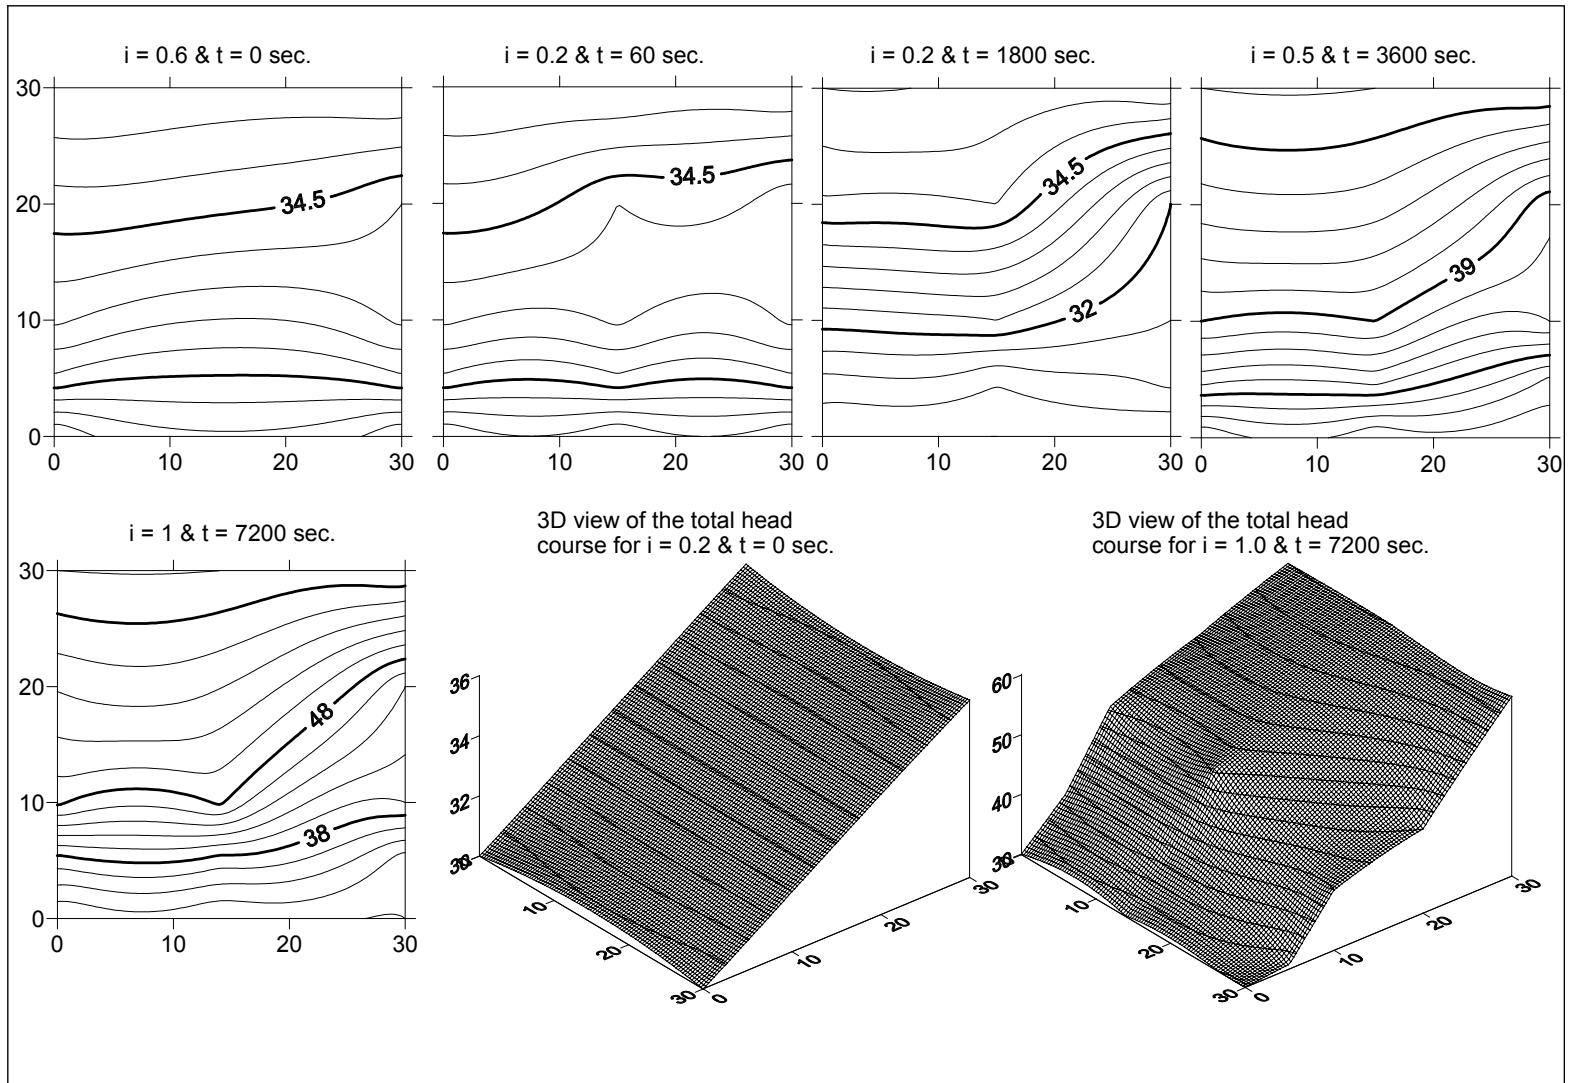 i = 0.6 & t = 0 sec.
i = 0.2 & t = 60 sec.
i = 0.2 & t = 1800 sec.
i = 0.5 & t = 3600 sec.
30
20
10
0
34.5
34.5
34.5
32
39
0 10 20 30
0 10 20 30
0 10 20 30
0 10 20 30
i = 1 & t = 7200 sec.
3D view of the total head
course for i = 0.2 & t = 0 sec.
3D view of the total head
course for i = 1.0 & t = 7200 sec.
30
20
10
0
48
38
0 10 20 30
36
34
32
10
20
30
0
10
20
30
60
50
40
10
20
30
0
10
20
30